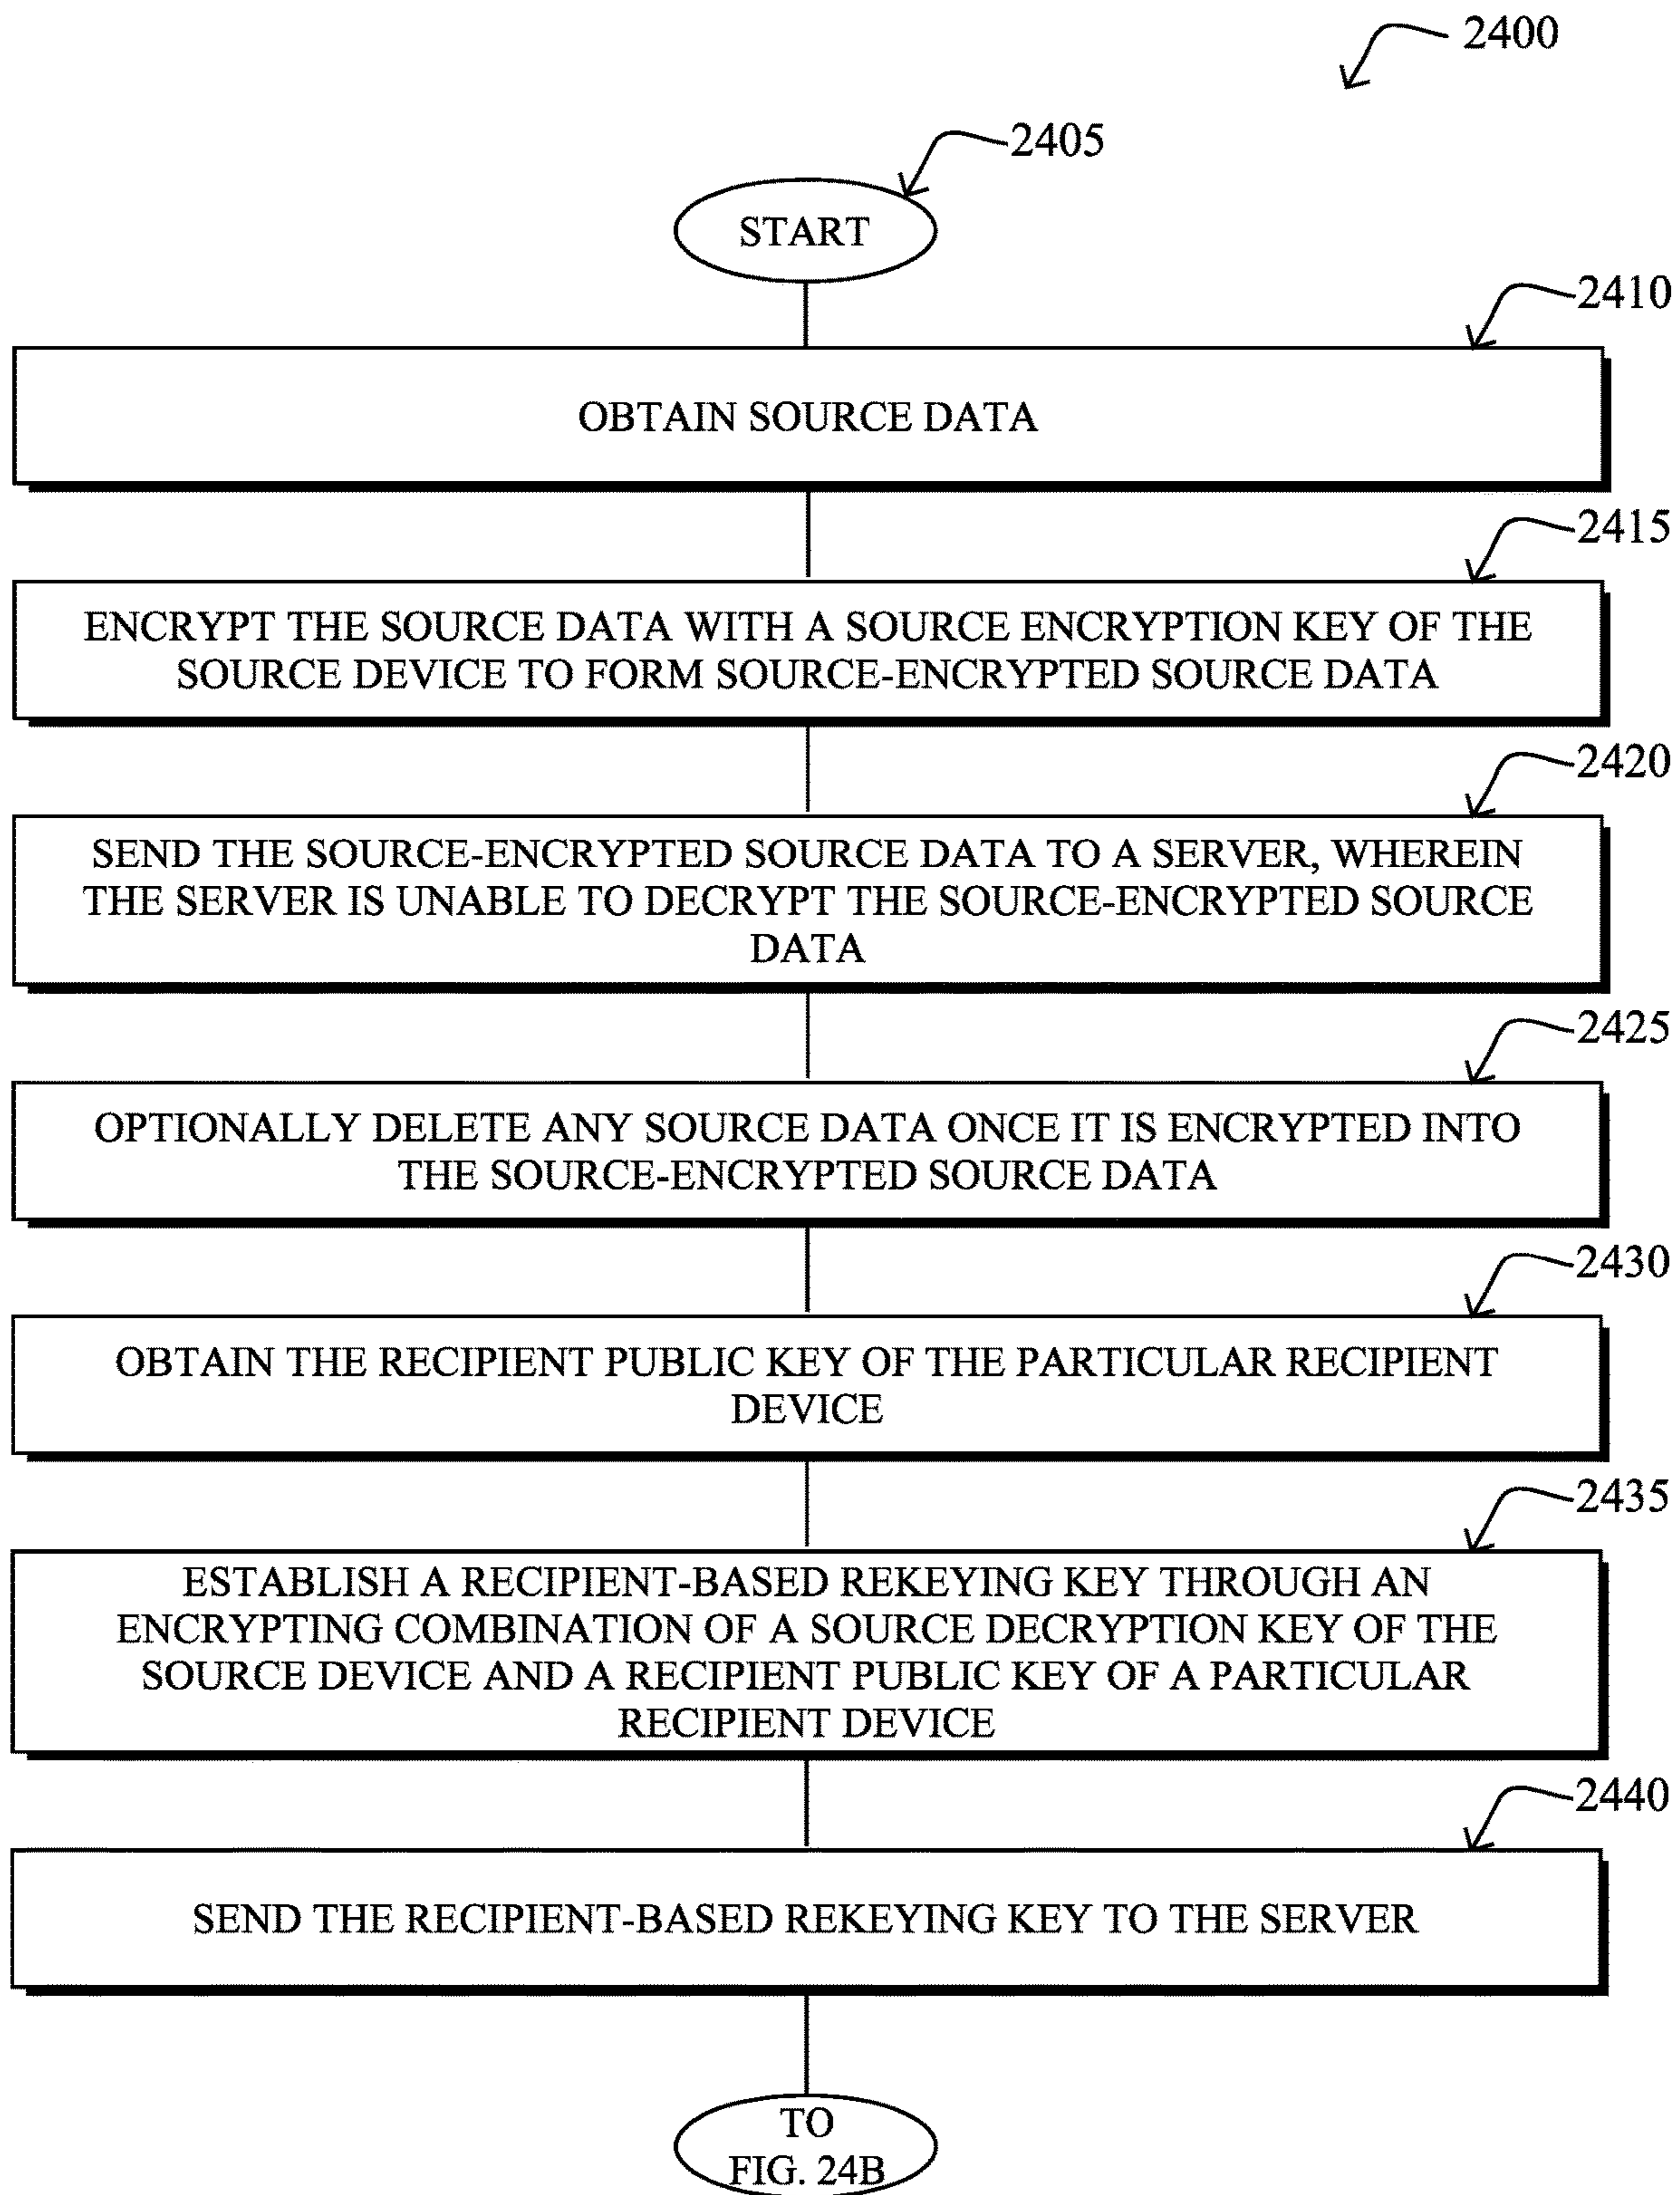 2400
2405
START
2410
OBTAIN SOURCE DATA
2415
ENCRYPT THE SOURCE DATA WITH A SOURCE ENCRYPTION KEY OF THE
SOURCE DEVICE TO FORM SOURCE-ENCRYPTED SOURCE DATA
2420
SEND THE SOURCE-ENCRYPTED SOURCE DATA TO A SERVER, WHEREIN
THE SERVER IS UNABLE TO DECRYPT THE SOURCE-ENCRYPTED SOURCE
DATA
2425
OPTIONALLY DELETE ANY SOURCE DATA ONCE IT IS ENCRYPTED INTO
THE SOURCE-ENCRYPTED SOURCE DATA
2430
OBTAIN THE RECIPIENT PUBLIC KEY OF THE PARTICULAR RECIPIENT
DEVICE
2435
ESTABLISH A RECIPIENT-BASED REKEYING KEY THROUGH AN
ENCRYPTING COMBINATION OF A SOURCE DECRYPTION KEY OF THE
SOURCE DEVICE AND A RECIPIENT PUBLIC KEY OF A PARTICULAR
RECIPIENT DEVICE
2440
SEND THE RECIPIENT-BASED REKEYING KEY TO THE SERVER
TO
FIG. 24B